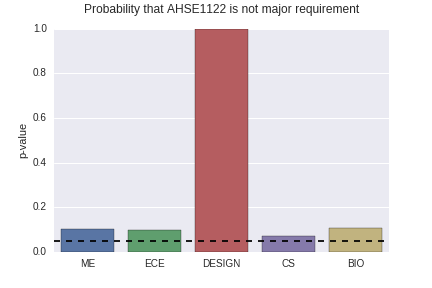 Probability that AHSE1122 is not major requirement
1.0
0.8
0.6
0.4
0.2
0.0
p-value
ME ECE DESIGN CS BIO